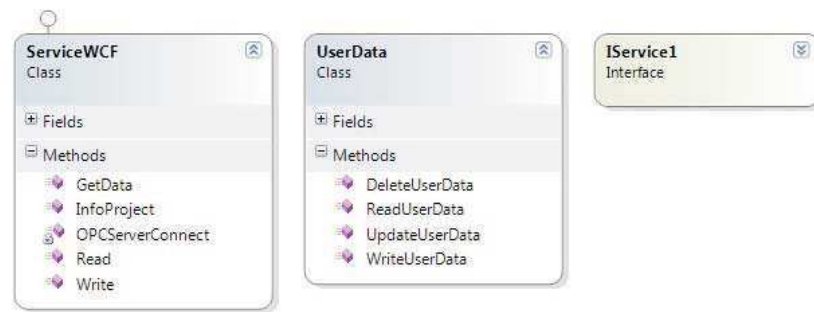 ServiceWCF
Class
Fields
Methods
GetData
InfoProject
OPCServerConnect
Read
Write
UserData
Class
Fields
Methods
DeleteUserData
ReadUserData
UpdateUserData
WriteUserData
IService1
Interface